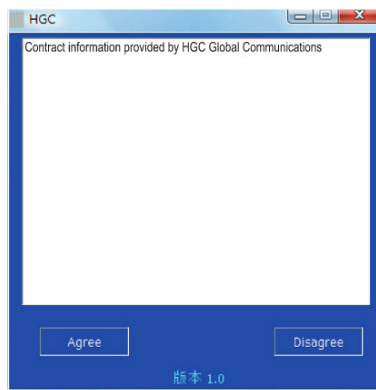 HGC
Contract information provided by HGC Global Communications
Agree
Disagree
版本 1.0